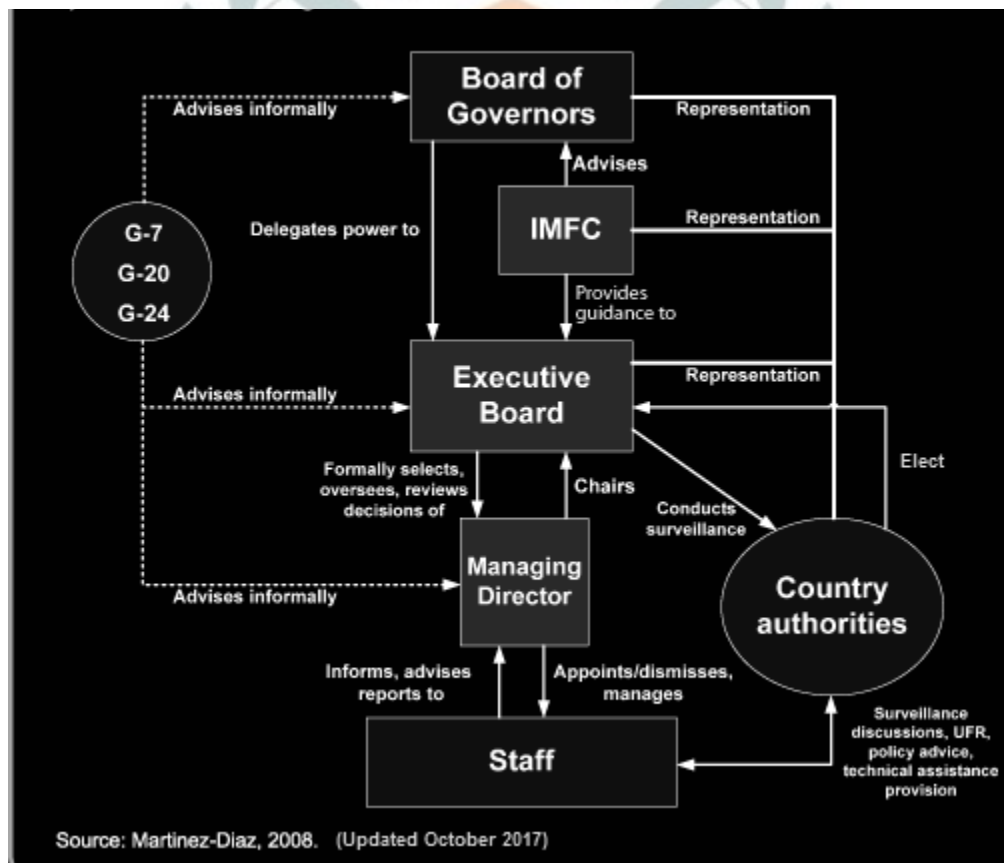 Board of
Governors
Advises informally
Representation
Advises
IMFC
Representation
Delegates power to
G-7
G-20
G-24
Provides
guidance to
Executive
Board
Representation
Advises informally
Elect
Formally selects,
oversees, reviews
decisions of
Chairs
Conducts
surveillance
Managing
Director
Country
authorities
Advises informally
Informs, advises
reports to
Appoints/dismisses,
manages
Staff
Surveillance
discussions, UFR,
policy advice,
technical assistance
provision
Source: Martinez-Diaz, 2008. (Updated October 2017)